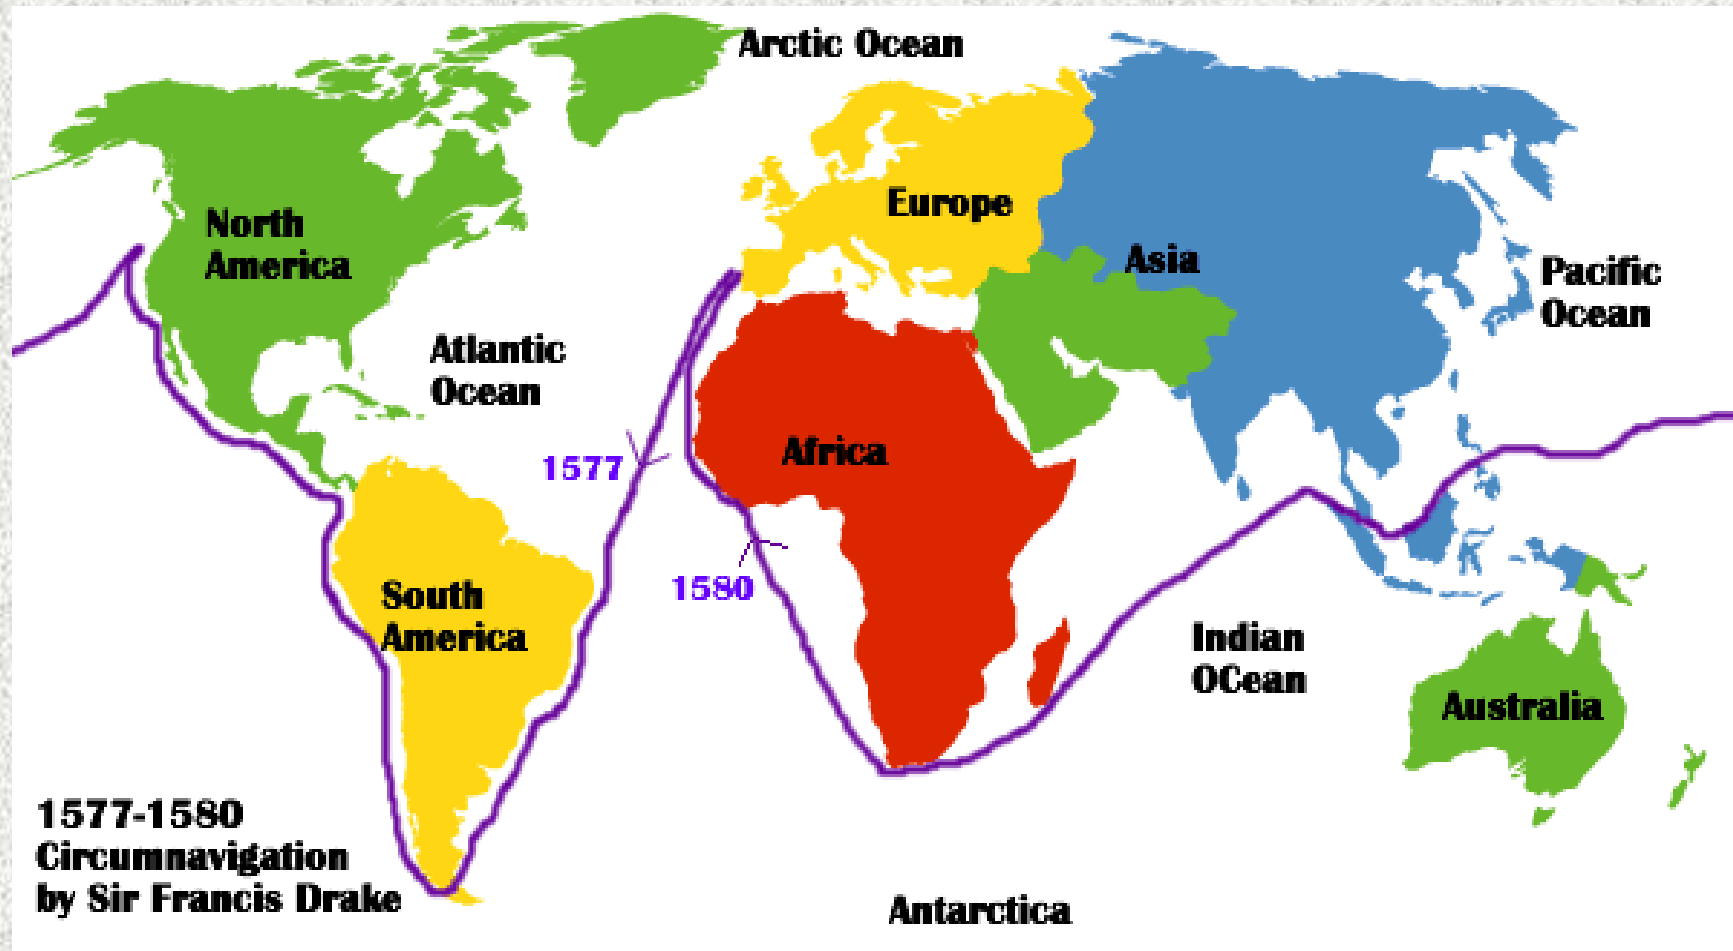 Arctic Ocean
North
America
Europe
Asia
Pacific
Ocean
Atlantic
Ocean
1577
Africa
1580
South
America
Indian
OCean
Australia
1577-1580
Circumnavigation
by Sir Francis Drake
Antarctica